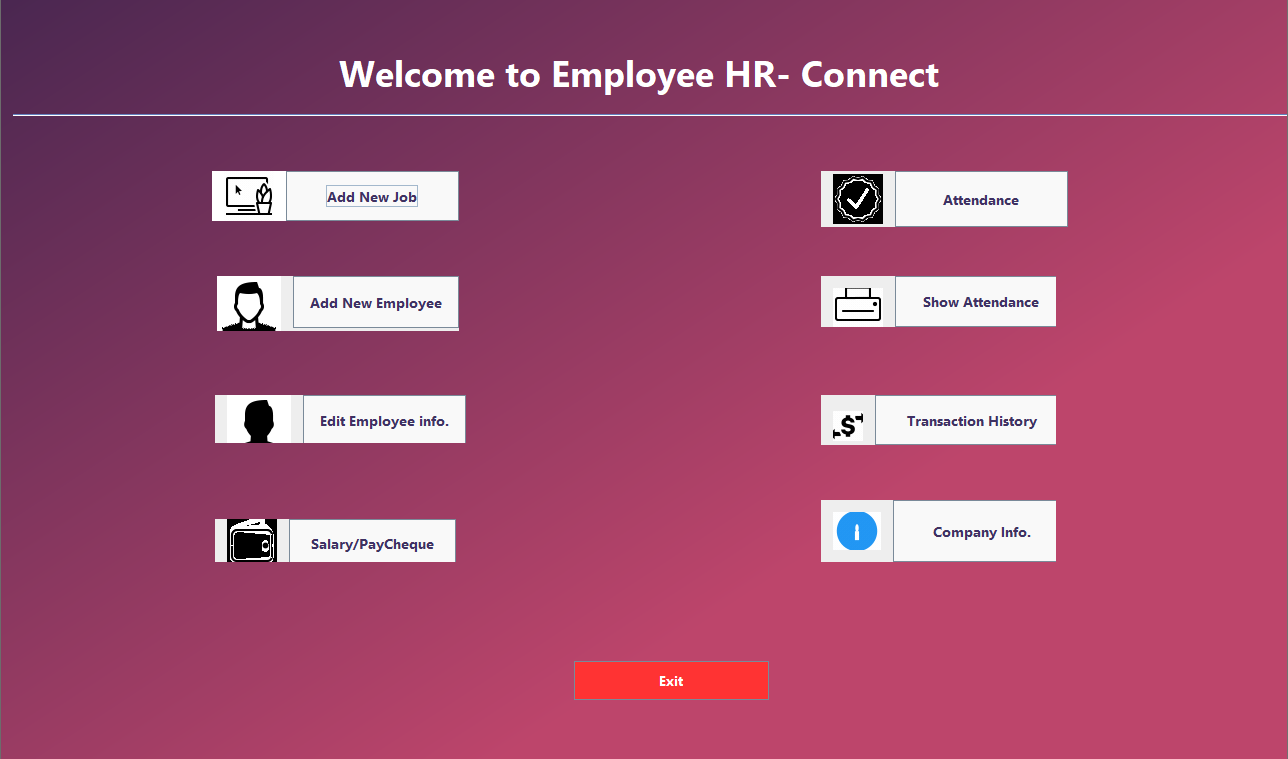 Welcome to Employee HR- Connect
Add New Job
Attendance
Add New Employee
Show Attendance
Edit Employee info.
Transaction History
Salary/PayCheque
Company Info.
Exit